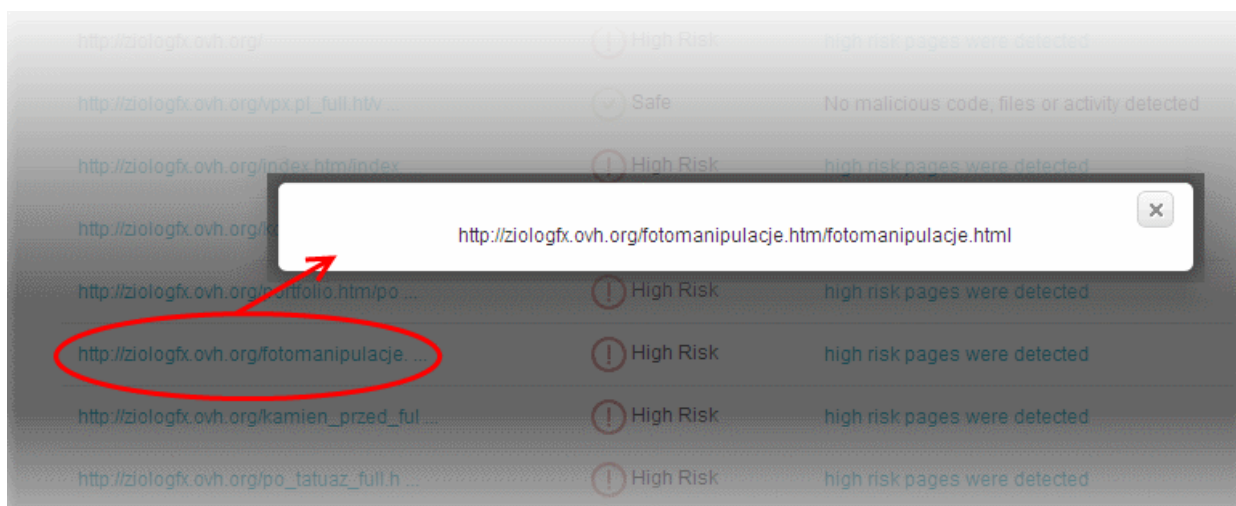 http://ziologfx.ovh.org/ High Risk high risk pages were detected
http://ziologfx.ovh.org/vpx.pl_full.ht/v ... Safe No malicious code, files or activity detected
http://ziologfx.ovh.org/index.htm/index High Risk high risk pages were detected
http://ziologfx.ovh.org/
http://ziologfx.ovh.org/fotomanipulacje.htm/fotomanipulacje.html
http://ziologfx.ovh.org/portfolio.htm/po ... High Risk high risk pages were detected
http://ziologfx.ovh.org/fotomanipulacje. ... High Risk high risk pages were detected
http://ziologfx.ovh.org/kamien_przed_ful ... High Risk high risk pages were detected
http://ziologfx.ovh.org/po_tatuaz_full.h ... High Risk high risk pages were detected